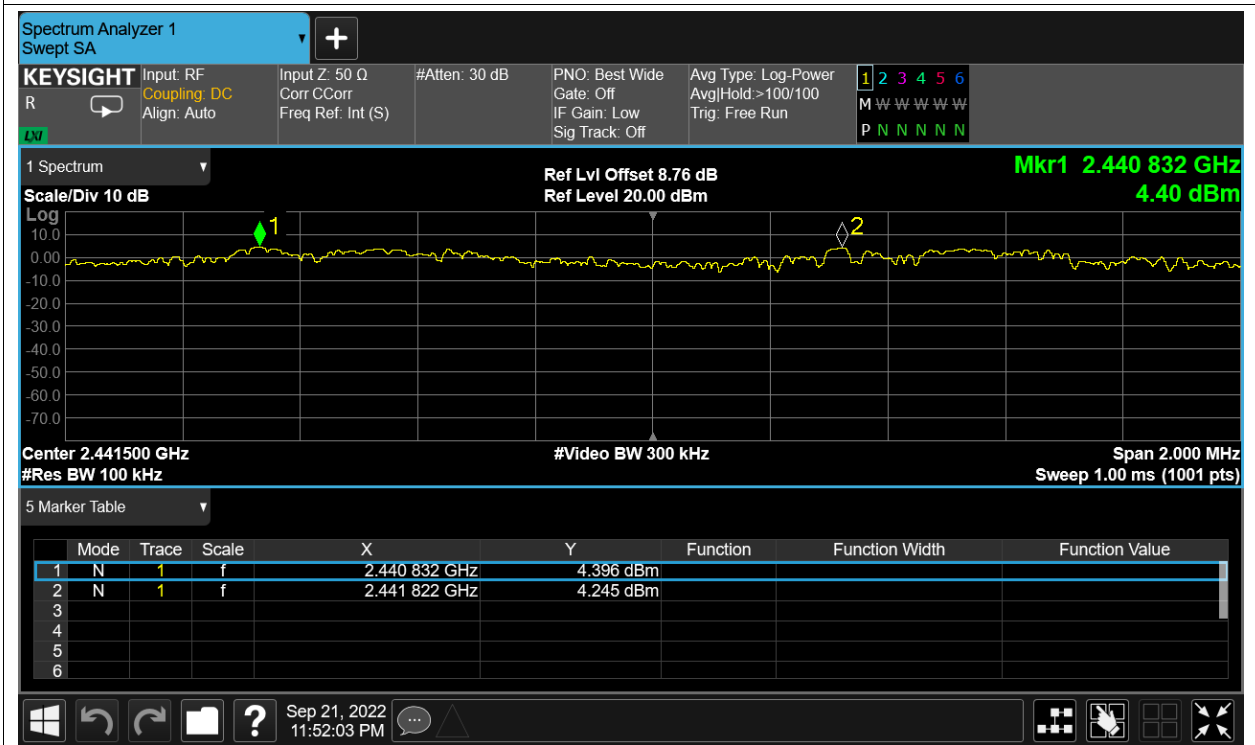 Spectrum Analyzer 1
Swept SA
KEYSIGHT Input: RF Input Z: 50 Ω #Atten: 30 dB PNO: Best Wide Avg Type: Log-Power 1 2 3 4 5 6
R Coupling: DC Corr CCorr Gate: Off Avg|Hold:>100/100 M W W W W W
Align: Auto Freq Ref: Int (S) IF Gain: Low Trig: Free Run
LXI Sig Track: Off P N N N N N
1 Spectrum Ref Lvl Offset 8.76 dB Mkr1 2.440 832 GHz
Scale/Div 10 dB Ref Level 20.00 dBm 4.40 dBm
Log
1 2
10.0
0.00
-10.0
-20.0
-30.0
-40.0
-50.0
-60.0
-70.0
Center 2.441500 GHz #Video BW 300 kHz Span 2.000 MHz
#Res BW 100 kHz Sweep 1.00 ms (1001 pts)
5 Marker Table
Mode Trace Scale X Y Function Function Width Function Value
1 N 1 f 2.440 832 GHz 4.396 dBm
2 N 1 f 2.441 822 GHz 4.245 dBm
3
4
5
6
? Sep 21, 2022
11:52:03 PM